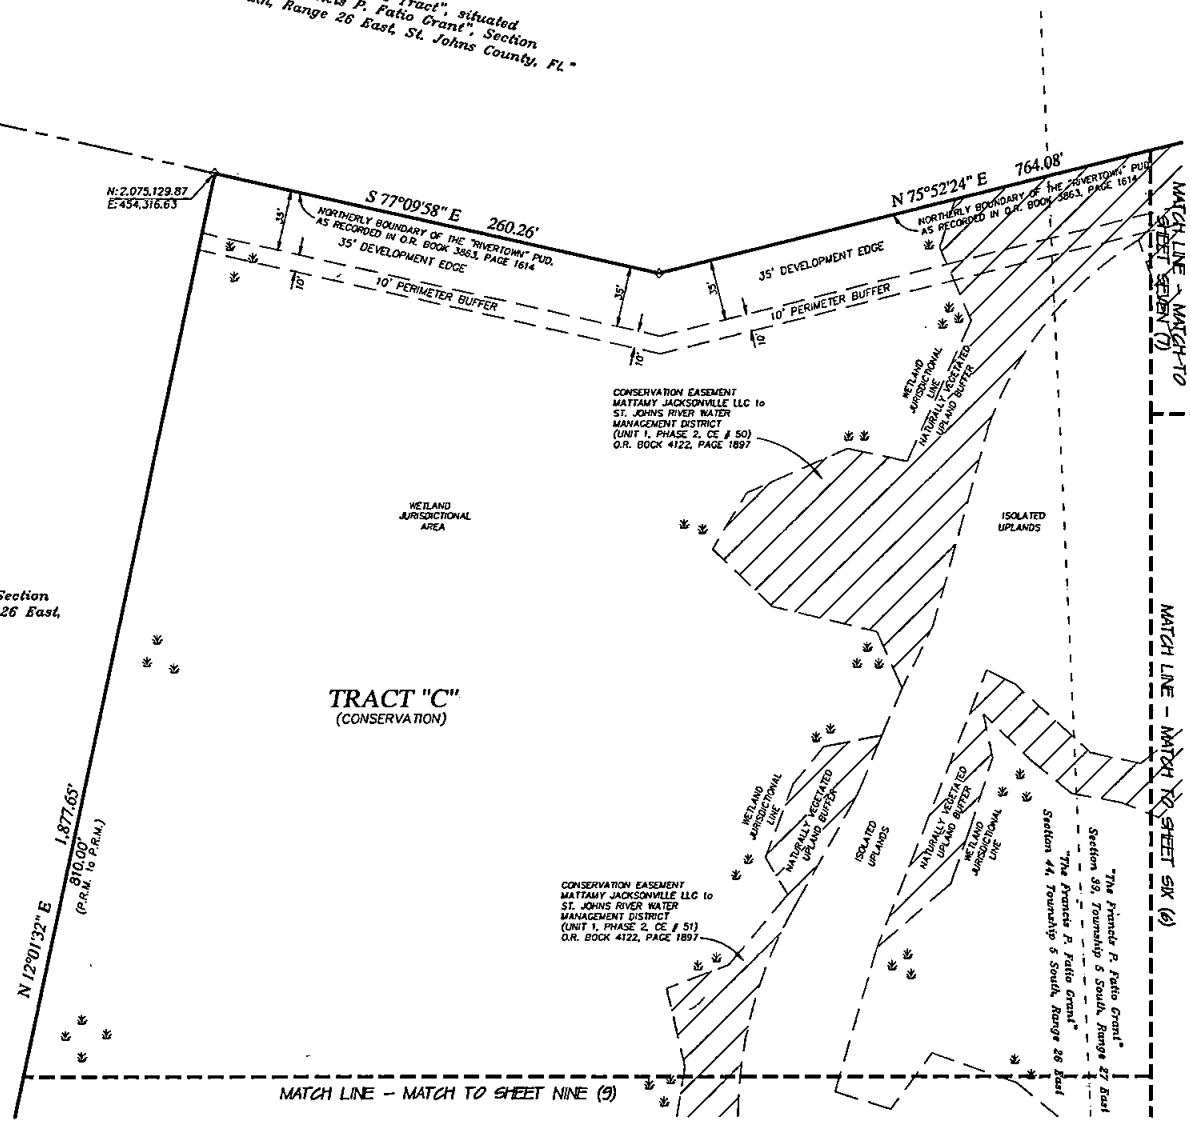 Tract", situated
P. Fatio Grant", Section
Range 26 East, St. Johns County, FL"
N:2,075,129.87
E:454,316.63
S 77°09'58" E 260.26'
NORTHERLY BOUNDARY OF THE "RIVERTOWN" PUD.
AS RECORDED IN O.R. BOOK 3863, PAGE 1614
35' DEVELOPMENT EDGE
10' PERIMETER BUFFER
35'
10'
35'
10'
N 75°52'24" E 764.08'
NORTHERLY BOUNDARY OF THE "RIVERTOWN" PUD.
AS RECORDED IN O.R. BOOK 3863, PAGE 1614
35' DEVELOPMENT EDGE
10' PERIMETER BUFFER
35'
10'
MATCH LINE - MATCH TO
SHEET SEVEN (7)
WETLAND
JURISDICTIONAL
LINE
NATURALLY VEGETATED
UPLAND BUFFER
CONSERVATION EASEMENT
MATTAMY JACKSONVILLE LLC to
ST. JOHNS RIVER WATER
MANAGEMENT DISTRICT
(UNIT 1, PHASE 2, CE # 50)
O.R. BOOK 4122, PAGE 1897
WETLAND
JURISDICTIONAL
AREA
ISOLATED
UPLANDS
Section
26 East,
TRACT "C"
(CONSERVATION)
MATCH LINE - MATCH TO SHEET SIX (6)
WETLAND
JURISDICTIONAL
LINE
NATURALLY VEGETATED
UPLAND BUFFER
ISOLATED
UPLANDS
NATURALLY VEGETATED
UPLAND BUFFER
WETLAND
JURISDICTIONAL
LINE
N 12°01'32" E 1,877.65'
810.00'
(P.R.M. to P.R.M.)
CONSERVATION EASEMENT
MATTAMY JACKSONVILLE LLC to
ST. JOHNS RIVER WATER
MANAGEMENT DISTRICT
(UNIT 1, PHASE 2, CE # 51)
O.R. BOOK 4122, PAGE 1897
"The Francis P. Fatio Grant"
Section 39, Township 5 South, Range 27 East
"The Francis P. Fatio Grant"
Section 44, Township 5 South, Range 26 East
MATCH LINE - MATCH TO SHEET NINE (9)